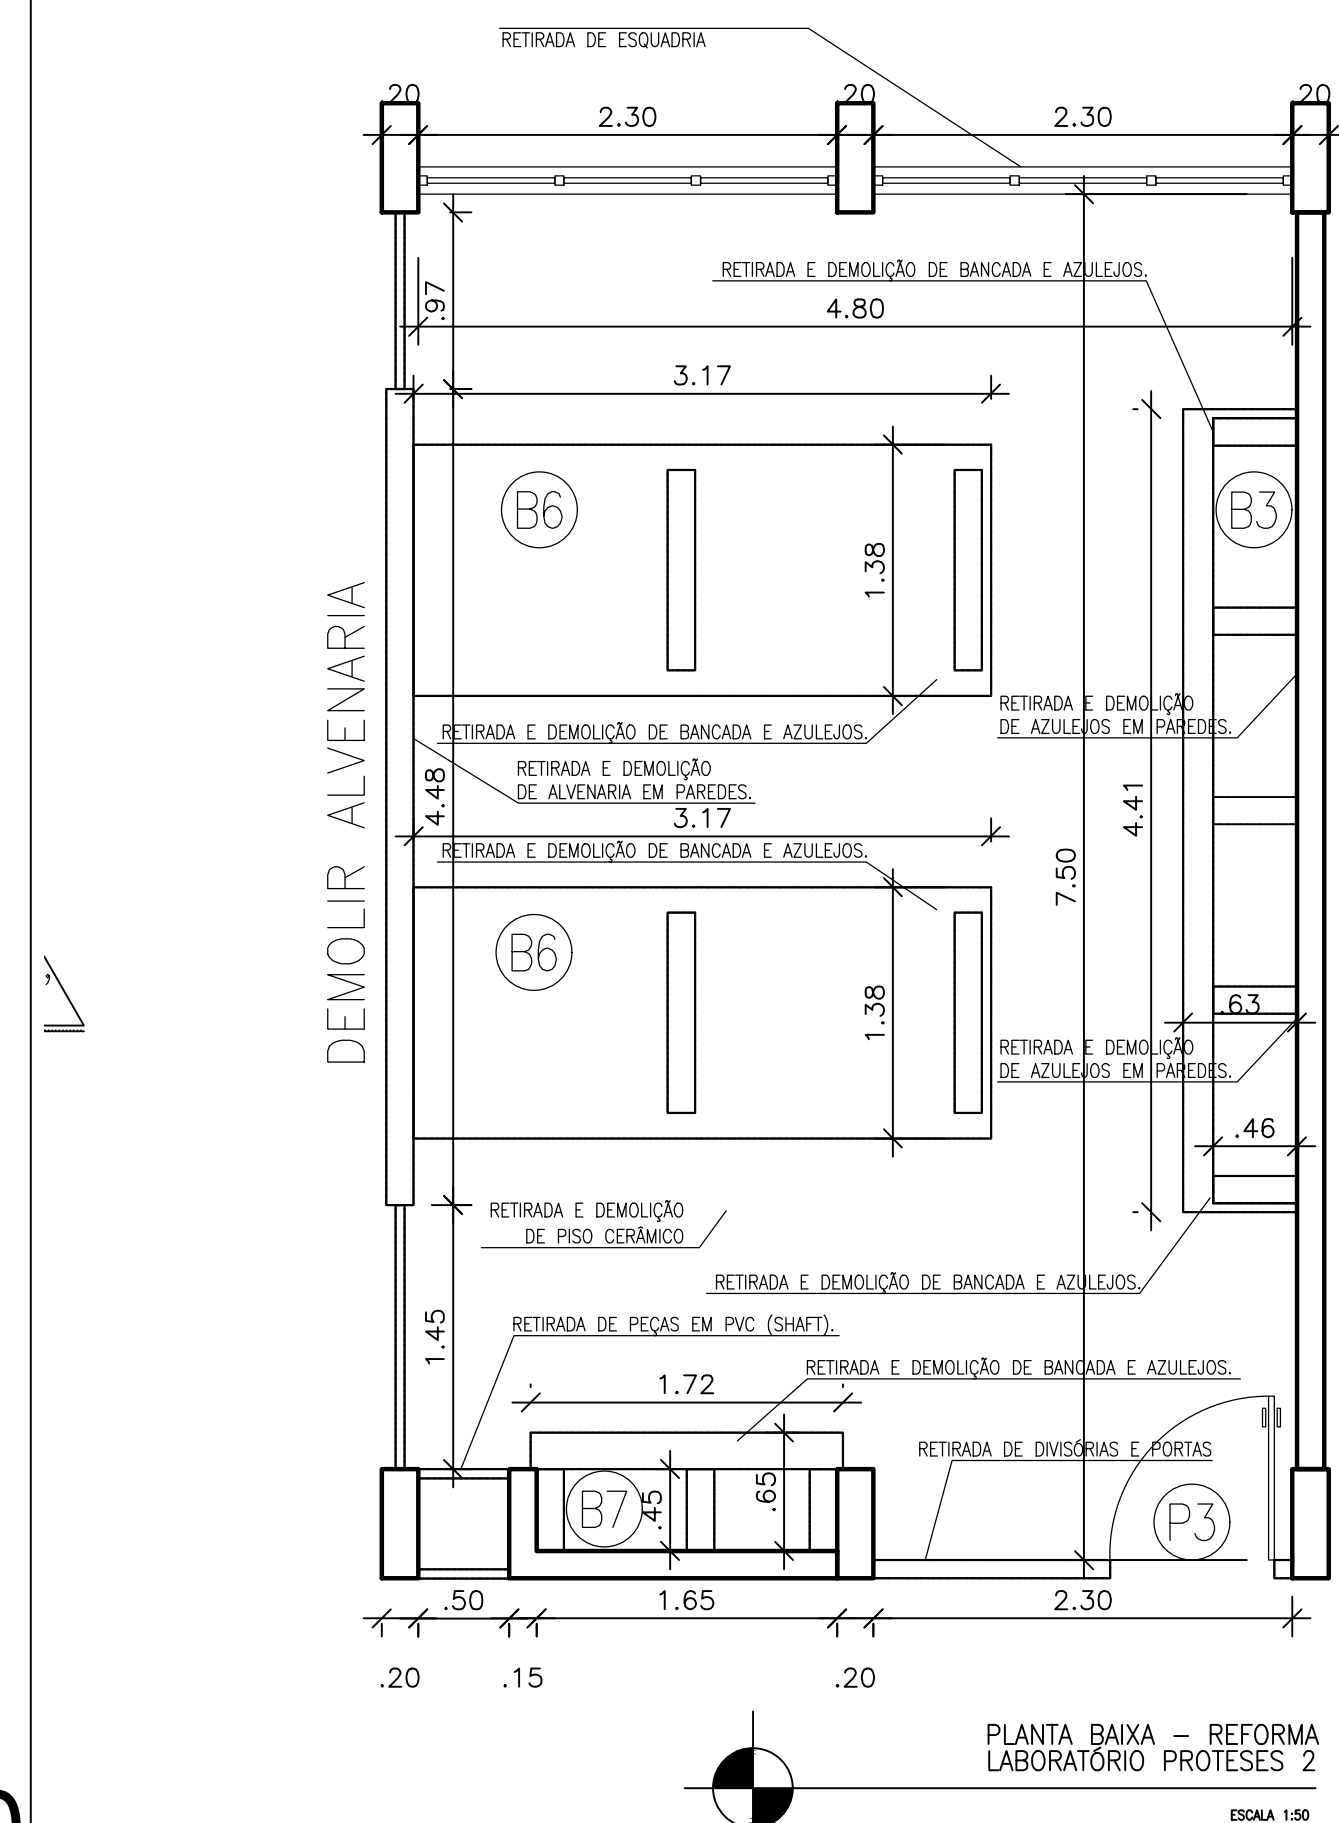 RETIRADA DE ESQUADRIA
.20
.20
.20
2.30
2.30
RETIRADA E DEMOLIÇÃO DE BANCADA E AZULEJOS.
.97
4.80
3.17
B6
B3
1.38
DEMOLIR ALVENARIA
RETIRADA E DEMOLIÇÃO
DE AZULEJOS EM PAREDES.
RETIRADA E DEMOLIÇÃO DE BANCADA E AZULEJOS.
RETIRADA E DEMOLIÇÃO
DE ALVENARIA EM PAREDES.
4.48
4.41
3.17
RETIRADA E DEMOLIÇÃO DE BANCADA E AZULEJOS.
7.50
B6
1.38
.63
RETIRADA E DEMOLIÇÃO
DE AZULEJOS EM PAREDES.
.46
RETIRADA E DEMOLIÇÃO
DE PISO CERÂMICO
RETIRADA E DEMOLIÇÃO DE BANCADA E AZULEJOS.
1.45
RETIRADA DE PEÇAS EM PVC (SHAFT).
RETIRADA E DEMOLIÇÃO DE BANCADA E AZULEJOS.
1.72
RETIRADA DE DIVISÓRIAS E PORTAS
B7
.45
.65
P3
.50
1.65
2.30
.20
.15
.20
PLANTA BAIXA – REFORMA
LABORATÓRIO PROTESES 2
ESCALA 1:50